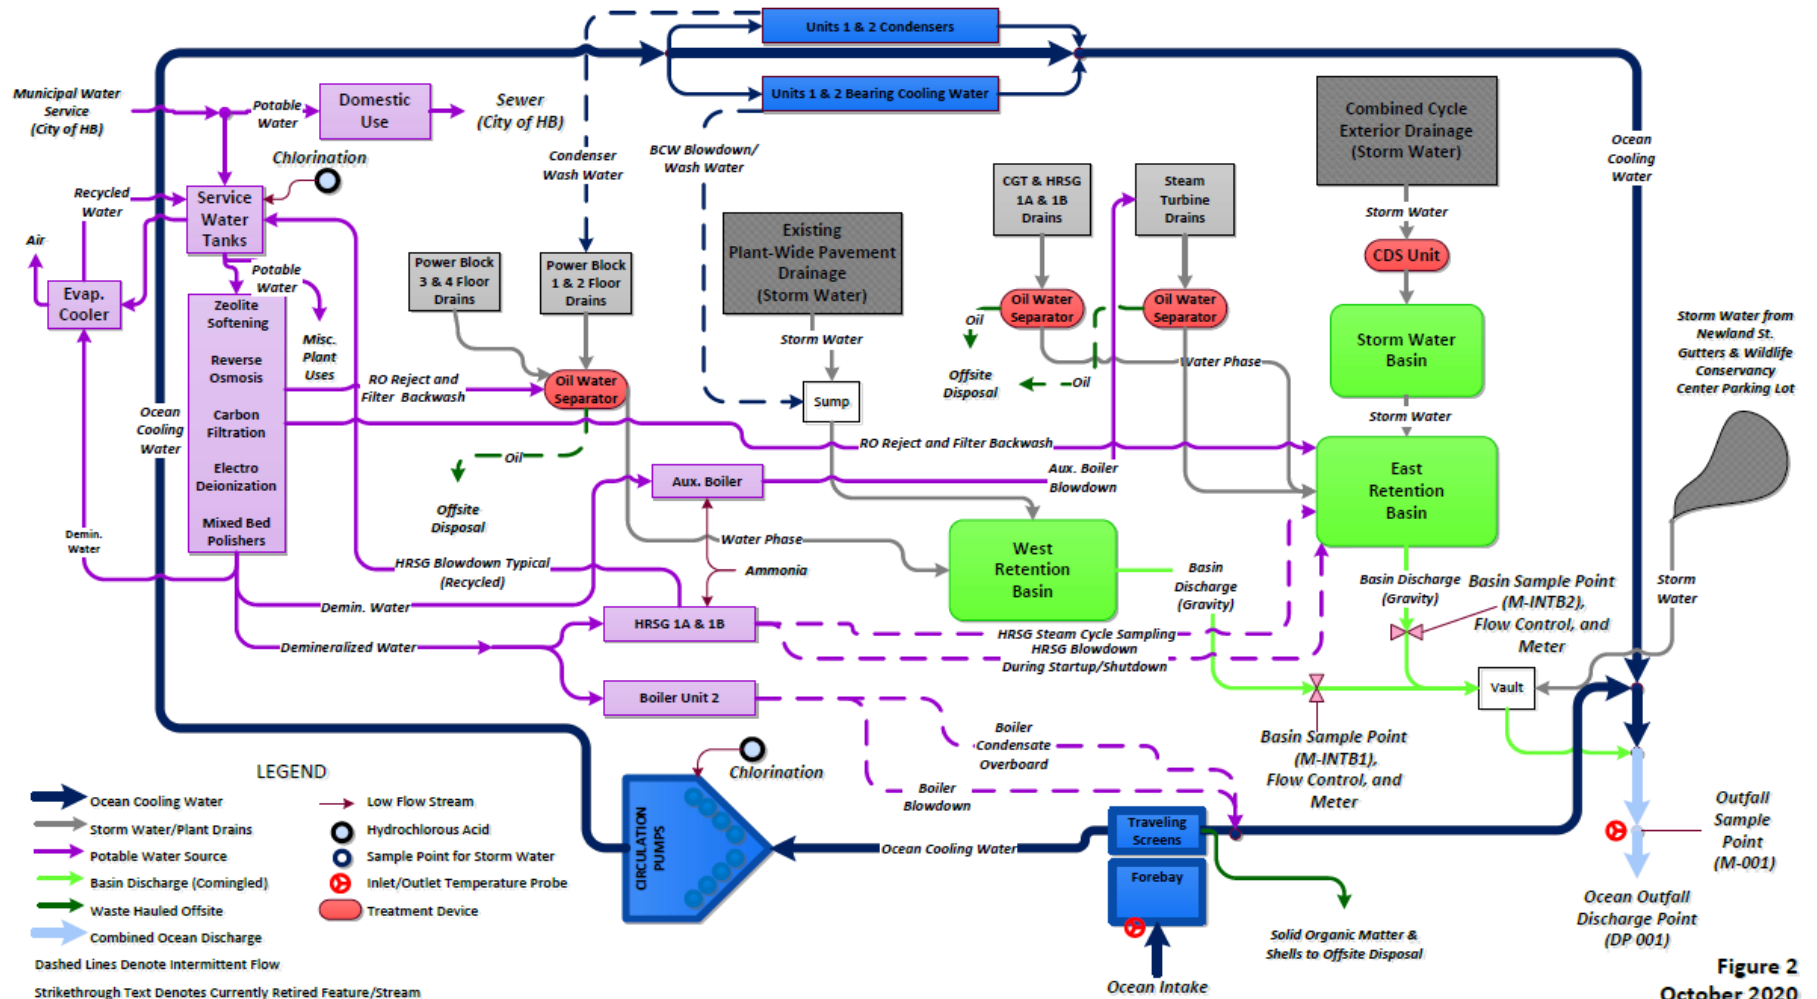 Units 1 & 2 Condensers
Units 1 & 2 Bearing Cooling Water
Municipal Water
Service
(City of HB)
Potable
Water
Domestic
Use
Sewer
(City of HB)
Chlorination
Condenser
Wash Water
BCW Blowdown/
Wash Water
Combined Cycle
Exterior Drainage
(Storm Water)
Ocean
Cooling
Water
Recycled
Water
Service
Water
Tanks
CGT & HRSG
1A & 1B
Drains
Steam
Turbine
Drains
Storm Water
Air
Potable
Water
Power Block
3 & 4 Floor
Drains
Power Block
1 & 2 Floor
Drains
Existing
Plant-Wide Pavement
Drainage
(Storm Water)
CDS Unit
Evap.
Cooler
Zeolite
Softening
Reverse
Osmosis
Carbon
Filtration
Electro
Deionization
Mixed Bed
Polishers
Misc.
Plant
Uses
Storm Water
Oil
Oil Water
Separator
Oil Water
Separator
Storm Water
Basin
Storm Water from
Newland St.
Gutters & Wildlife
Conservancy
Center Parking Lot
Water Phase
Offsite
Disposal
Oil
RO Reject and
Filter Backwash
Oil Water
Separator
Sump
Storm Water
Ocean
Cooling
Water
RO Reject and Filter Backwash
Oil
Aux. Boiler
Aux. Boiler
Blowdown
East
Retention
Basin
Offsite
Disposal
Demin.
Water
Water Phase
West
Retention
Basin
HRSG Blowdown Typical
(Recycled)
Ammonia
Basin
Discharge
(Gravity)
Basin Discharge
(Gravity)
Basin Sample Point
(M-INTB2),
Flow Control, and
Meter
Storm
Water
Demin. Water
HRSG 1A & 1B
HRSG Steam Cycle Sampling
HRSG Blowdown
During Startup/Shutdown
Demineralized Water
Boiler Unit 2
Vault
Boiler
Condensate
Overboard
Basin Sample Point
(M-INTB1),
Flow Control, and
Meter
Chlorination
Boiler
Blowdown
CIRCULATION
PUMPS
Ocean Cooling Water
Traveling
Screens
Forebay
Outfall
Sample
Point
(M-001)
Ocean Outfall
Discharge Point
(DP 001)
Solid Organic Matter &
Shells to Offsite Disposal
Ocean Intake
LEGEND
Ocean Cooling Water
Storm Water/Plant Drains
Potable Water Source
Basin Discharge (Comingled)
Waste Hauled Offsite
Combined Ocean Discharge
Low Flow Stream
Hydrochlorous Acid
Sample Point for Storm Water
Inlet/Outlet Temperature Probe
Treatment Device
Dashed Lines Denote Intermittent Flow
Strikethrough Text Denotes Currently Retired Feature/Stream
Figure 2
October 2020